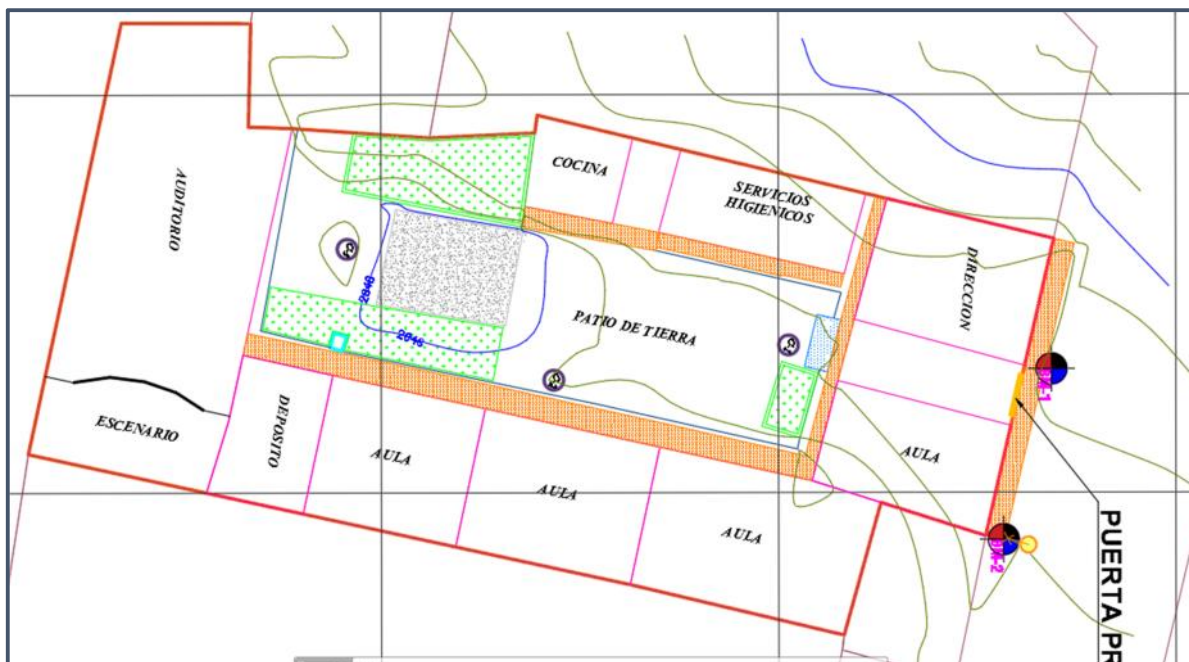 AUDITORIO
COCINA
SERVICIOS
HIGIENICOS
DIRECCION
2846
2846
PATIO DE TIERRA
BM-1
ESCENARIO
DEPOSITO
AULA
AULA
AULA
AULA
BM-2
PUERTA PR